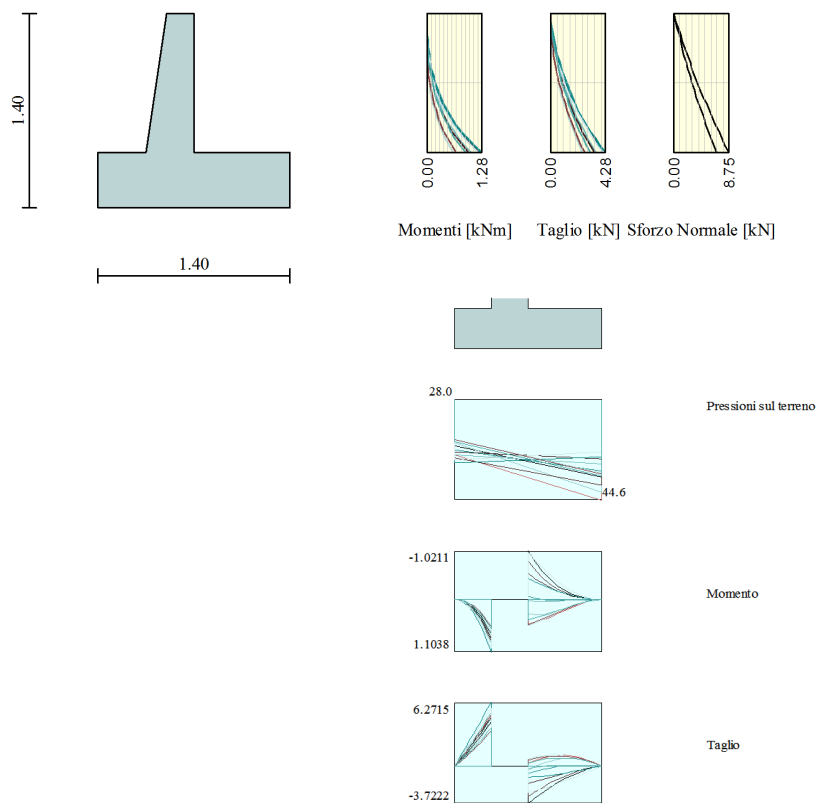 1.40
1.40
0.00
1.28
0.00
4.28
0.00
8.75
Momenti [kNm]
Taglio [kN]
Sforzo Normale [kN]
28.0
Pressioni sul terreno
44.6
-1.0211
Momento
1.1038
6.2715
Taglio
-3.7222